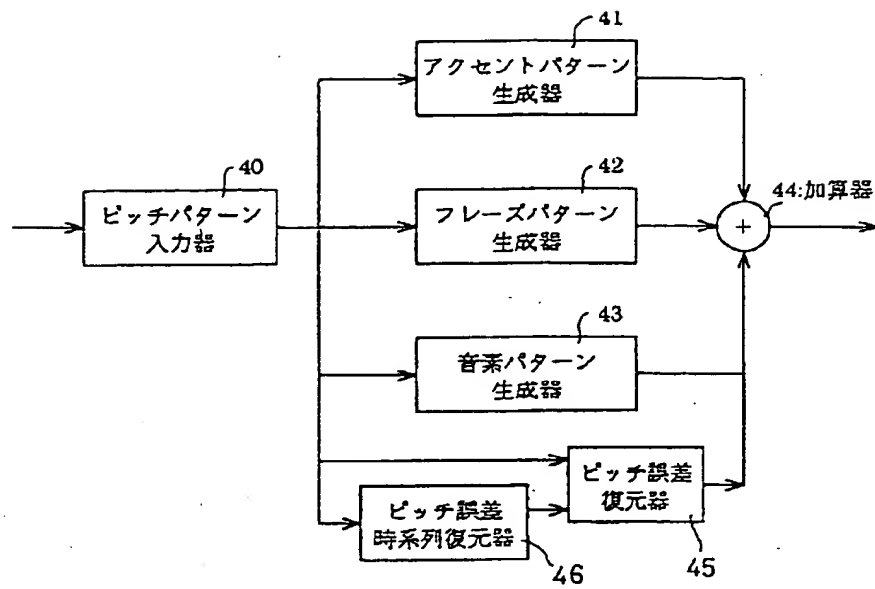 41
アクセントパターン
生成器
40
ピッチパターン
入力器
42
フレーズパターン
生成器
44:加算器
+
43
音素パターン
生成器
ピッチ誤差
復元器
45
ピッチ誤差
時系列復元器
46